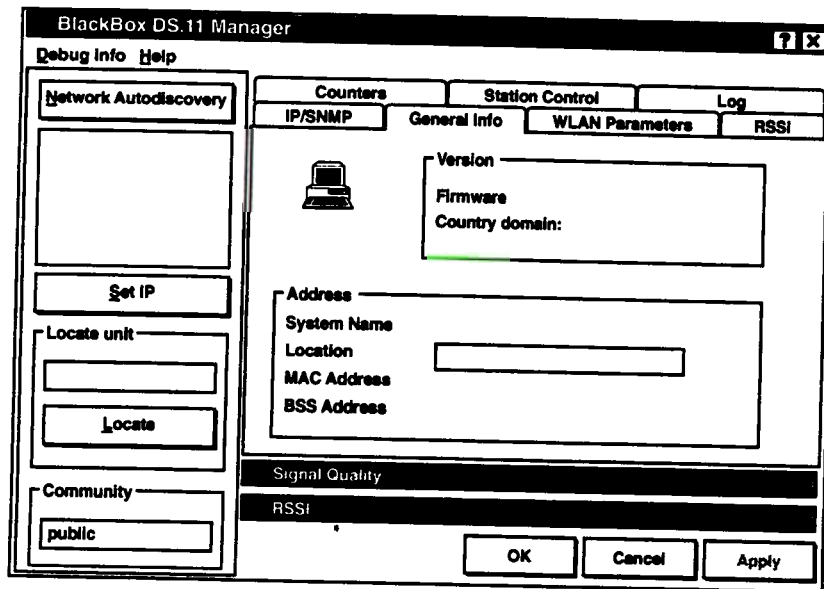 BlackBox DS.11 Manager
Debug Info Help
Network Autodiscovery
Set IP
Locate unit
Locate
Community
public
Counters Station Control Log
IP/SNMP General Info WLAN Parameters RSSI
Version
Firmware
Country domain:
Address
System Name
Location
MAC Address
BSS Address
Signal Quality
RSSI
OK Cancel Apply